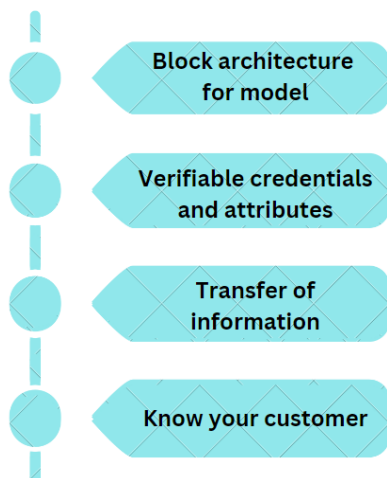 Block architecture
for model
Verifiable credentials
and attributes
Transfer of
information
Know your customer